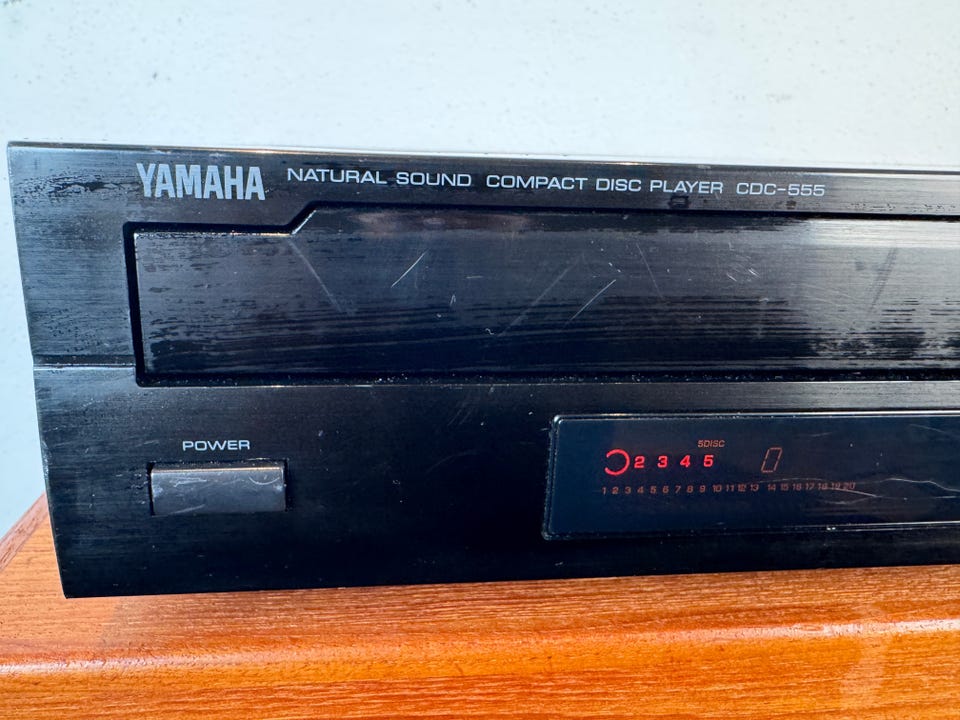 YAMAHA NATURAL SOUND COMPACT DISC PLAYER CDC-555
POWER
5DISC
2 3 4 5 0
1 2 3 4 5 6 7 8 9 10 11 12 13 14 15 16 17 18 19 20